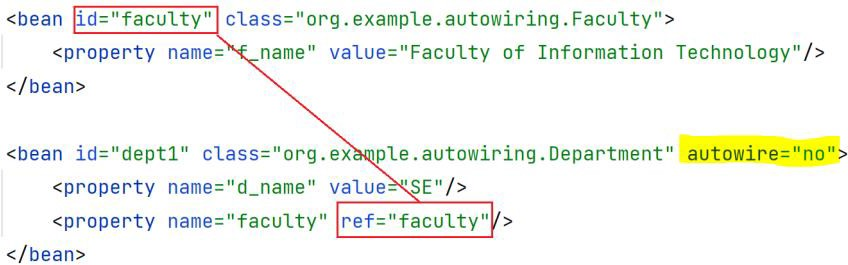 <bean id="faculty" class="org.example.autowiring.Faculty">
    <property name="f_name" value="Faculty of Information Technology"/>
</bean>
<bean id="dept1" class="org.example.autowiring.Department" autowire="no">
    <property name="d_name" value="SE"/>
    <property name="faculty" ref="faculty"/>
</bean>